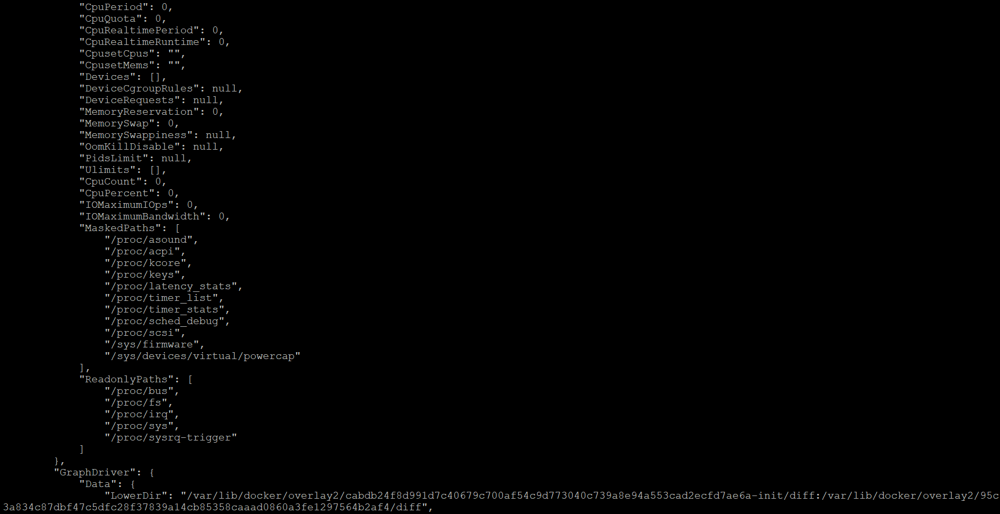 "CpuPeriod": 0,
"CpuQuota": 0,
"CpuRealtimePeriod": 0,
"CpuRealtimeRuntime": 0,
"CpusetCpus": "",
"CpusetMems": "",
"Devices": [],
"DeviceCgroupRules": null,
"DeviceRequests": null,
"MemoryReservation": 0,
"MemorySwap": 0,
"MemorySwappiness": null,
"OomKillDisable": null,
"PidsLimit": null,
"Ulimits": [],
"CpuCount": 0,
"CpuPercent": 0,
"IOMaximumIOps": 0,
"IOMaximumBandwidth": 0,
"MaskedPaths": [
"/proc/asound",
"/proc/acpi",
"/proc/kcore",
"/proc/keys",
"/proc/latency_stats",
"/proc/timer_list",
"/proc/timer_stats",
"/proc/sched_debug",
"/proc/scsi",
"/sys/firmware",
"/sys/devices/virtual/powercap"
],
"ReadonlyPaths": [
"/proc/bus",
"/proc/fs",
"/proc/irq",
"/proc/sys",
"/proc/sysrq-trigger"
]
},
"GraphDriver": {
"Data": {
"LowerDir": "/var/lib/docker/overlay2/cabdb24f8d991d7c40679c700af54c9d773040c739a8e94a553cad2ecfd7ae6a-init/diff:/var/lib/docker/overlay2/95c
3a834c87dbf47c5dfc28f37839a14cb85358caaad0860a3fe1297564b2af4/diff",